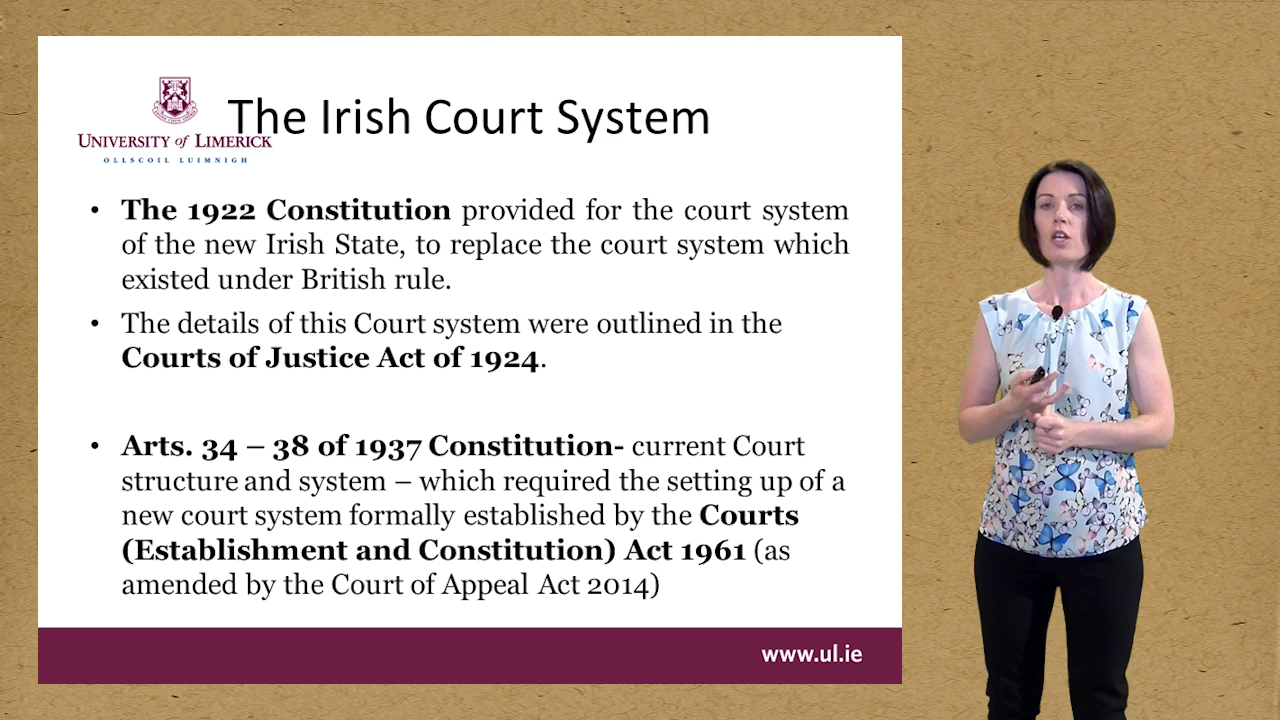 The Irish Court System
UNIVERSITY of LIMERICK
OLLSCOIL LUIMNIGH
• The 1922 Constitution provided for the court system
of the new Irish State, to replace the court system which
existed under British rule.
• The details of this Court system were outlined in the
Courts of Justice Act of 1924.
• Arts. 34 – 38 of 1937 Constitution- current Court
structure and system – which required the setting up of a
new court system formally established by the Courts
(Establishment and Constitution) Act 1961 (as
amended by the Court of Appeal Act 2014)
www.ul.ie